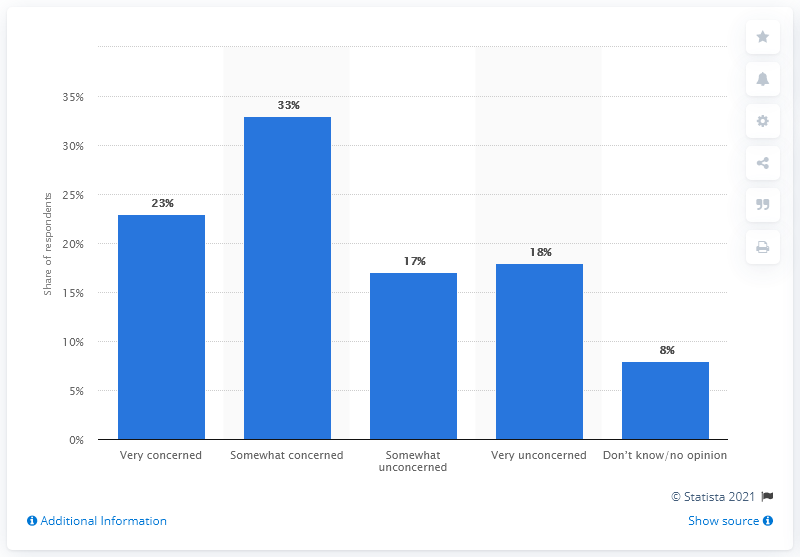 35%
30%
25%
20%
15%
10%
5%
0%
Share of respondents
23%
33%
17%
18%
8%
Very concerned
Somewhat concerned
Somewhat
unconcerned
Very unconcerned
Don't know/no opinion
© Statista 2021
Additional Information
Show source